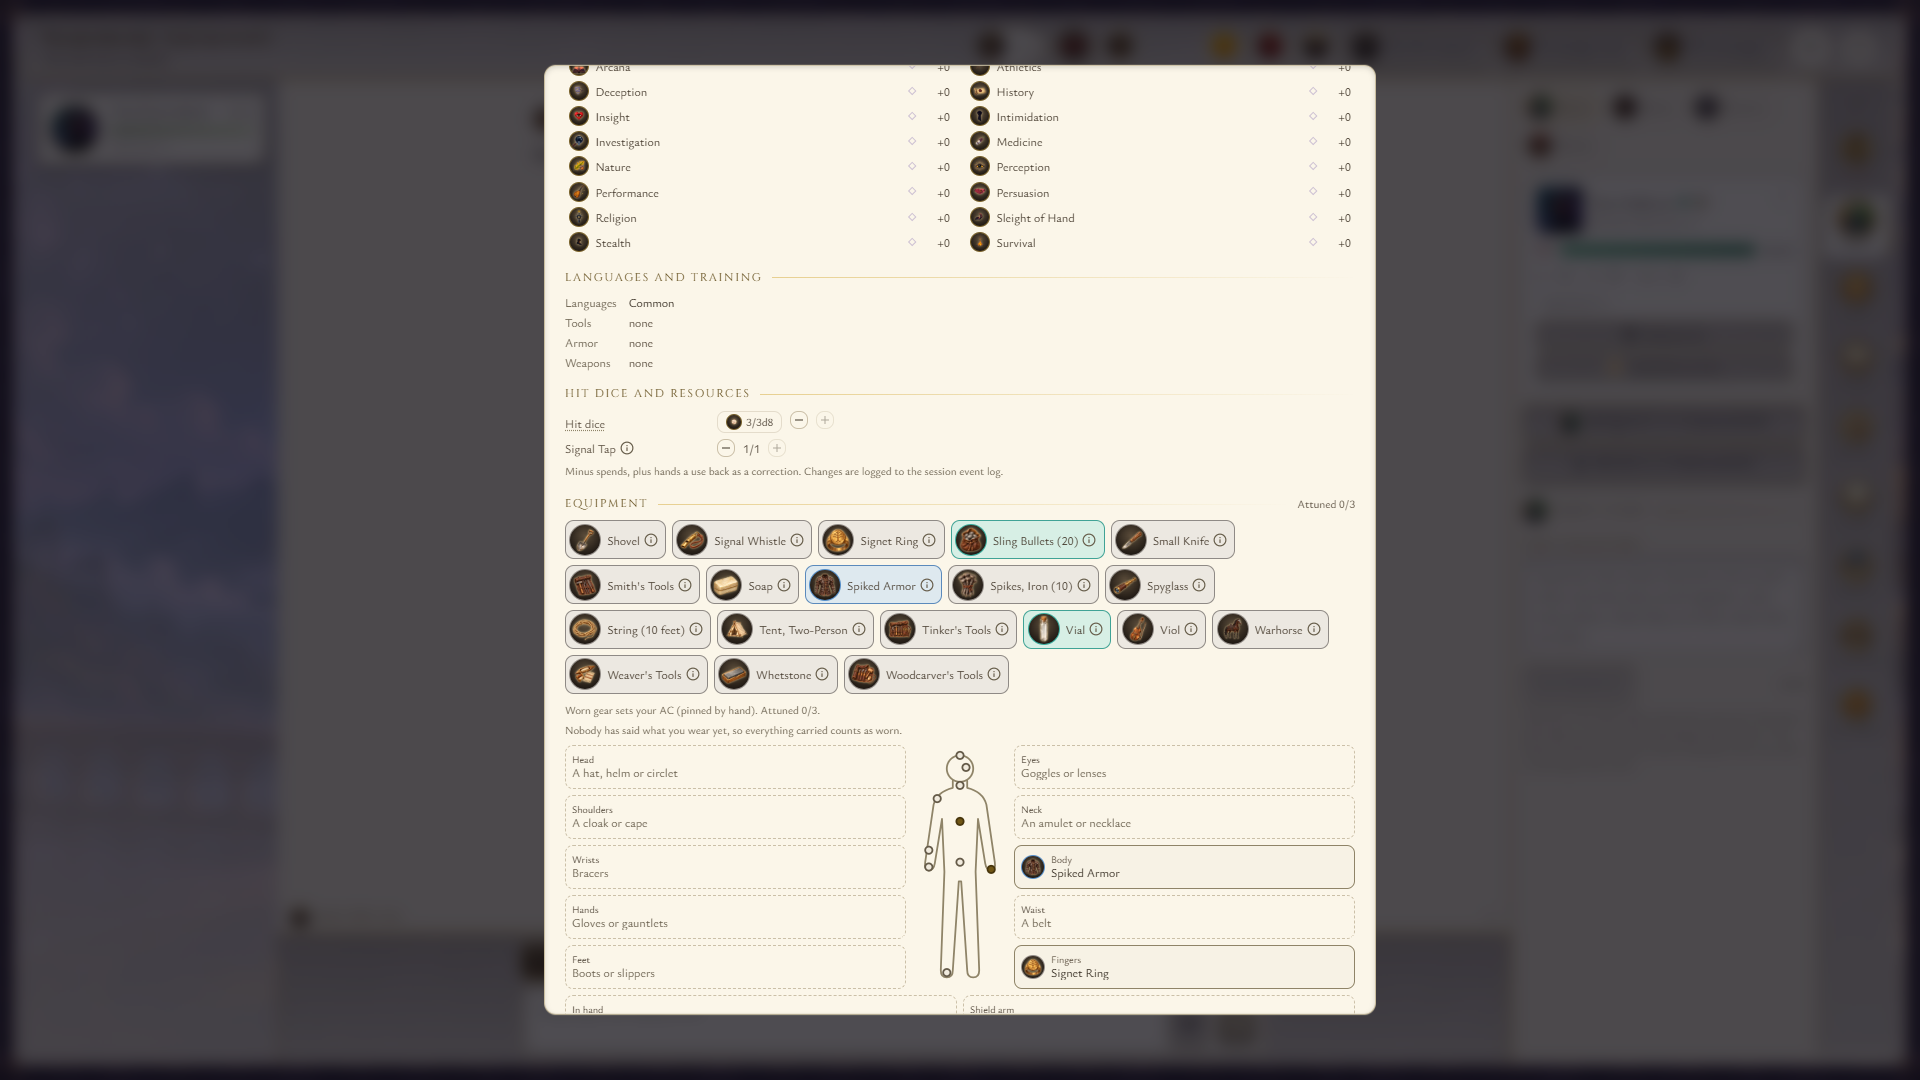 Arcana +0 Athletics +0
Deception +0 History +0
Insight +0 Intimidation +0
Investigation +0 Medicine +0
Nature +0 Perception +0
Performance +0 Persuasion +0
Religion +0 Sleight of Hand +0
Stealth +0 Survival +0
LANGUAGES AND TRAINING
Languages Common
Tools none
Armor none
Weapons none
HIT DICE AND RESOURCES
Hit dice 3/3d8 − +
Signal Tap − 1/1 +
Minus spends, plus hands a use back as a correction. Changes are logged to the session event log.
EQUIPMENT Attuned 0/3
Shovel Signal Whistle Signet Ring Sling Bullets (20) Small Knife
Smith's Tools Soap Spiked Armor Spikes, Iron (10) Spyglass
String (10 feet) Tent, Two-Person Tinker's Tools Vial Viol Warhorse
Weaver's Tools Whetstone Woodcarver's Tools
Worn gear sets your AC (pinned by hand). Attuned 0/3.
Nobody has said what you wear yet, so everything carried counts as worn.
Head
A hat, helm or circlet
Eyes
Goggles or lenses
Shoulders
A cloak or cape
Neck
An amulet or necklace
Wrists
Bracers
Body
Spiked Armor
Hands
Gloves or gauntlets
Waist
A belt
Feet
Boots or slippers
Fingers
Signet Ring
In hand
Shield arm